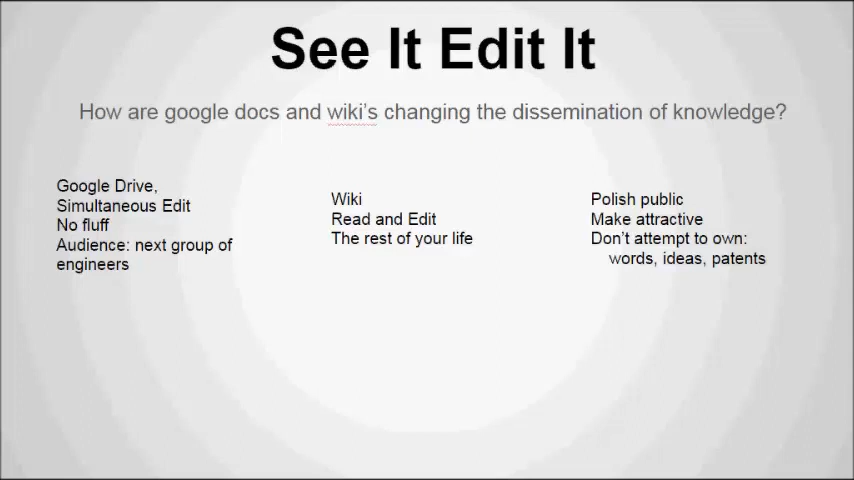 See It Edit It
How are google docs and wiki's changing the dissemination of knowledge?
Google Drive,
Simultaneous Edit
No fluff
Audience: next group of
engineers
Wiki
Read and Edit
The rest of your life
Polish public
Make attractive
Don't attempt to own:
words, ideas, patents